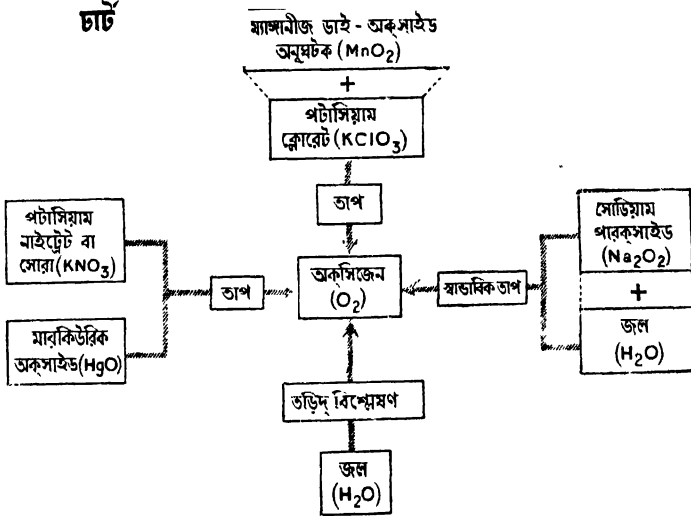 চার্ট
ম্যাঙ্গানীজ ডাই-অক্সাইড
অনুঘটক (MnO₂)
+
পটাসিয়াম
ক্লোরেট (KClO₃)
তাপ
পটাসিয়াম
নাইট্রেট বা
সোরা (KNO₃)
মারকিউরিক
অক্সাইড (HgO)
তাপ
অক্সিজেন
(O₂)
স্বাভাবিক তাপ
সোডিয়াম
পারক্সাইড
(Na₂O₂)
+
জল
(H₂O)
তড়িদ্ বিশ্লেষণ
জল
(H₂O)